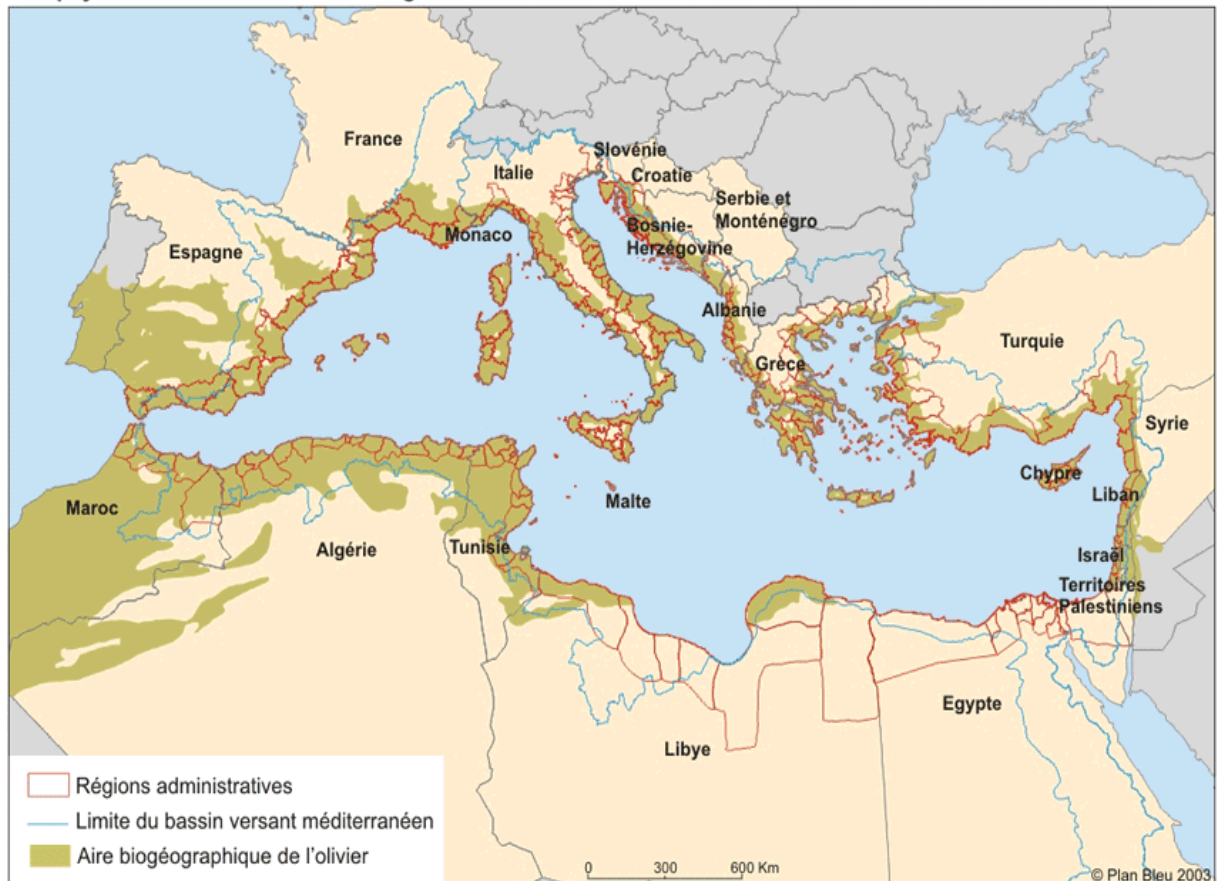 France
Slovénie
Italie
Croatie
Serbie et
Monténégro
Bosnie-
Herzégovine
Monaco
Espagne
Albanie
Turquie
Grèce
Syrie
Chypre
Liban
Maroc
Malte
Algérie
Tunisie
Israël
Territoires
Palestiniens
Egypte
Libye
Régions administratives
Limite du bassin versant méditerranéen
Aire biogéographique de l'olivier
0 300 600 Km
© Plan Bleu 2003